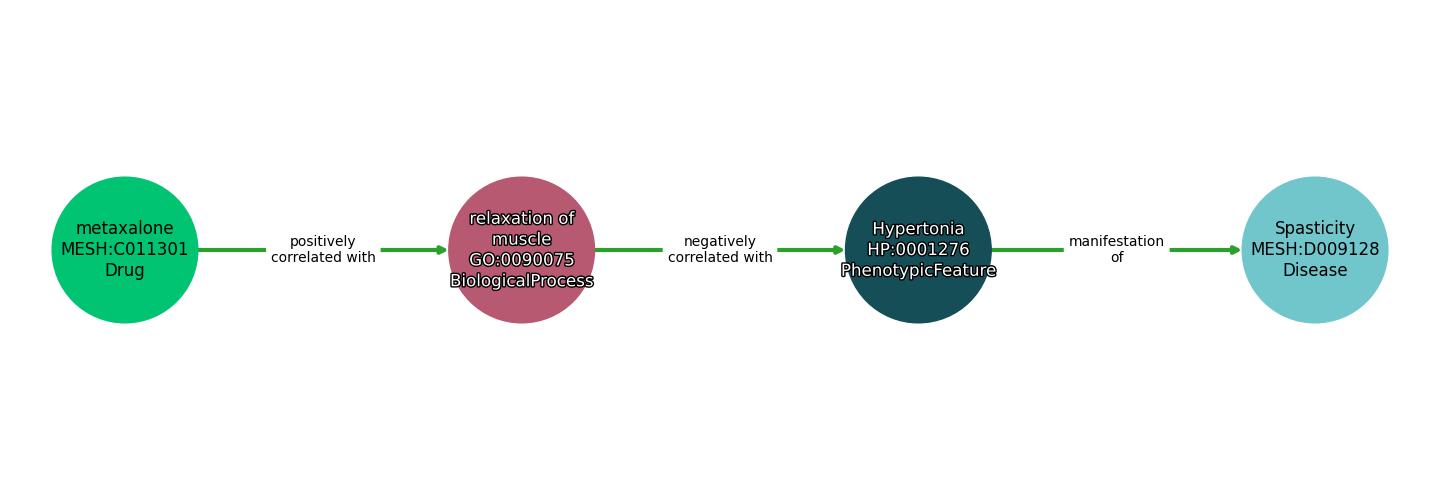 metaxalone
MESH:C011301
Drug
positively
correlated with
relaxation of
muscle
GO:0090075
BiologicalProcess
negatively
correlated with
Hypertonia
HP:0001276
PhenotypicFeature
manifestation
of
Spasticity
MESH:D009128
Disease